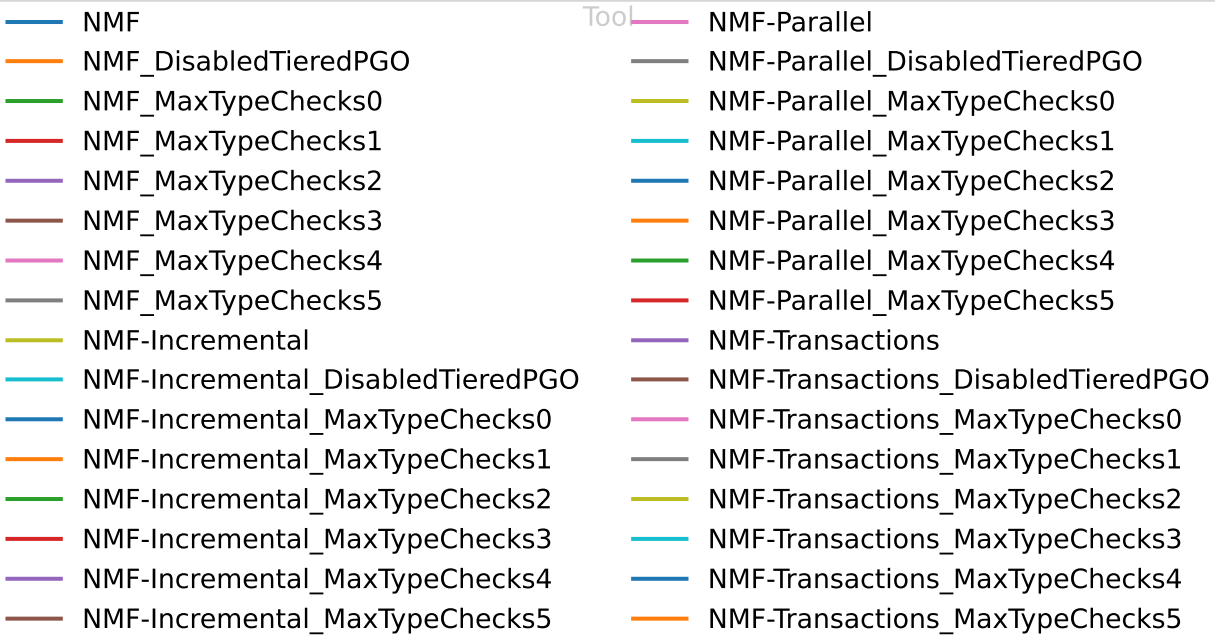 Tool
NMF
NMF_DisabledTieredPGO
NMF_MaxTypeChecks0
NMF_MaxTypeChecks1
NMF_MaxTypeChecks2
NMF_MaxTypeChecks3
NMF_MaxTypeChecks4
NMF_MaxTypeChecks5
NMF-Incremental
NMF-Incremental_DisabledTieredPGO
NMF-Incremental_MaxTypeChecks0
NMF-Incremental_MaxTypeChecks1
NMF-Incremental_MaxTypeChecks2
NMF-Incremental_MaxTypeChecks3
NMF-Incremental_MaxTypeChecks4
NMF-Incremental_MaxTypeChecks5
NMF-Parallel
NMF-Parallel_DisabledTieredPGO
NMF-Parallel_MaxTypeChecks0
NMF-Parallel_MaxTypeChecks1
NMF-Parallel_MaxTypeChecks2
NMF-Parallel_MaxTypeChecks3
NMF-Parallel_MaxTypeChecks4
NMF-Parallel_MaxTypeChecks5
NMF-Transactions
NMF-Transactions_DisabledTieredPGO
NMF-Transactions_MaxTypeChecks0
NMF-Transactions_MaxTypeChecks1
NMF-Transactions_MaxTypeChecks2
NMF-Transactions_MaxTypeChecks3
NMF-Transactions_MaxTypeChecks4
NMF-Transactions_MaxTypeChecks5